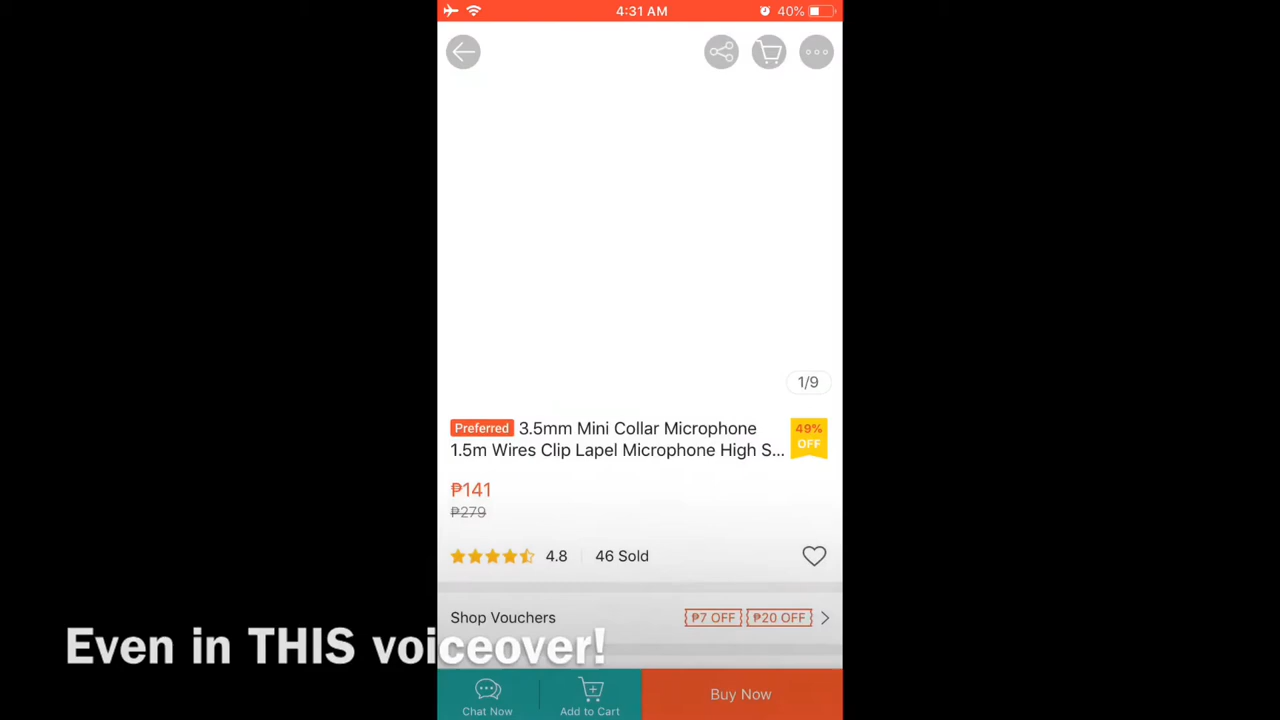 4:31 AM
40%
1/9
Preferred 3.5mm Mini Collar Microphone
1.5m Wires Clip Lapel Microphone High S...
49%
OFF
₱141
₱279
4.8
46 Sold
Shop Vouchers
₱7 OFF
₱20 OFF
Even in THIS voiceover!
Chat Now
Add to Cart
Buy Now